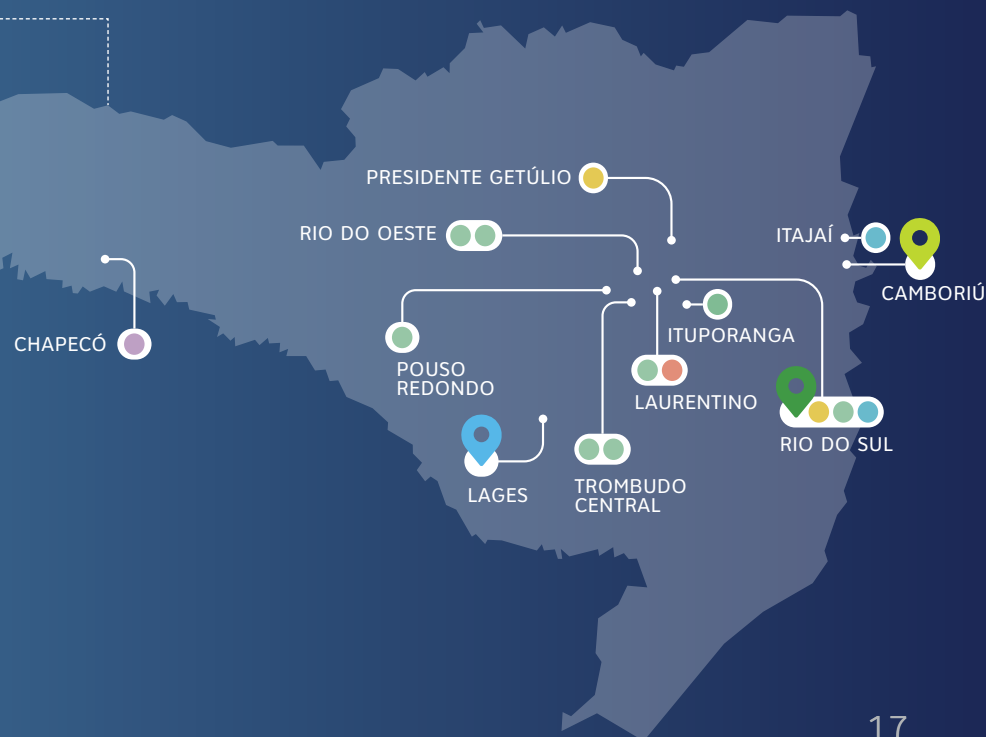 PRESIDENTE GETÚLIO
RIO DO OESTE
ITAJAÍ
CAMBORIÚ
ITUPORANGA
CHAPECÓ
POUSO
REDONDO
LAURENTINO
RIO DO SUL
LAGES
TROMBUDO
CENTRAL
17